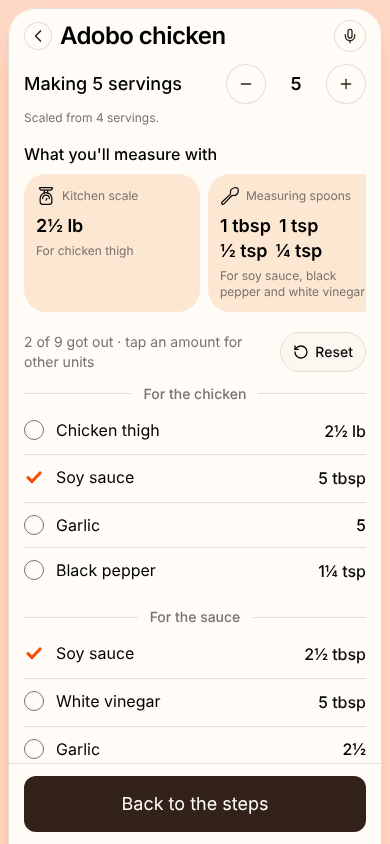 Adobo chicken
Making 5 servings
5
Scaled from 4 servings.
What you'll measure with
Kitchen scale
2½ lb
For chicken thigh
Measuring spoons
1 tbsp 1 tsp
½ tsp ¼ tsp
For soy sauce, black
pepper and white vinegar
2 of 9 got out · tap an amount for
other units
Reset
For the chicken
Chicken thigh 2½ lb
Soy sauce 5 tbsp
Garlic 5
Black pepper 1¼ tsp
For the sauce
Soy sauce 2½ tbsp
White vinegar 5 tbsp
Garlic 2½
Back to the steps